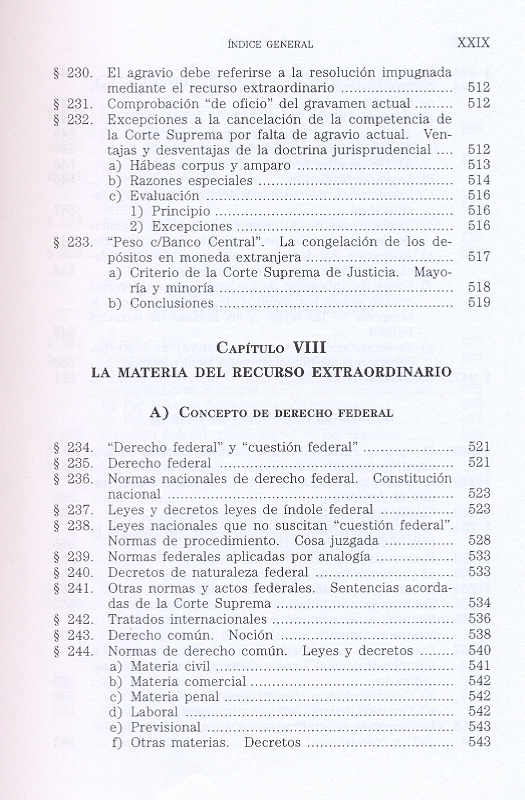 ÍNDICE GENERAL XXIX
§ 230. El agravio debe referirse a la resolución impugnada
mediante el recurso extraordinario ........................ 512
§ 231. Comprobación “de oficio” del gravamen actual ......... 512
§ 232. Excepciones a la cancelación de la competencia de
la Corte Suprema por falta de agravio actual. Ven-
tajas y desventajas de la doctrina jurisprudencial .... 512
a) Hábeas corpus y amparo ................................. 513
b) Razones especiales .......................................... 514
c) Evaluación ...................................................... 516
1) Principio .................................................... 516
2) Excepciones ............................................... 516
§ 233. “Peso c/Banco Central”. La congelación de los de-
pósitos en moneda extranjera ............................... 517
a) Criterio de la Corte Suprema de Justicia. Mayo-
ría y minoría .................................................. 518
b) Conclusiones ................................................... 519
CAPÍTULO VIII
LA MATERIA DEL RECURSO EXTRAORDINARIO
A) CONCEPTO DE DERECHO FEDERAL
§ 234. “Derecho federal” y “cuestión federal” ................... 521
§ 235. Derecho federal ................................................. 521
§ 236. Normas nacionales de derecho federal. Constitución
nacional ............................................................. 523
§ 237. Leyes y decretos leyes de índole federal ............... 523
§ 238. Leyes nacionales que no suscitan “cuestión federal”.
Normas de procedimiento. Cosa juzgada .............. 528
§ 239. Normas federales aplicadas por analogía ................ 533
§ 240. Decretos de naturaleza federal ............................. 533
§ 241. Otras normas y actos federales. Sentencias acorda-
das de la Corte Suprema ..................................... 534
§ 242. Tratados internacionales ...................................... 536
§ 243. Derecho común. Noción ..................................... 538
§ 244. Normas de derecho común. Leyes y decretos ....... 540
a) Materia civil .................................................... 541
b) Materia comercial ............................................ 542
c) Materia penal .................................................. 542
d) Laboral .......................................................... 542
e) Previsional ...................................................... 543
f) Otras materias. Decretos .................................. 543